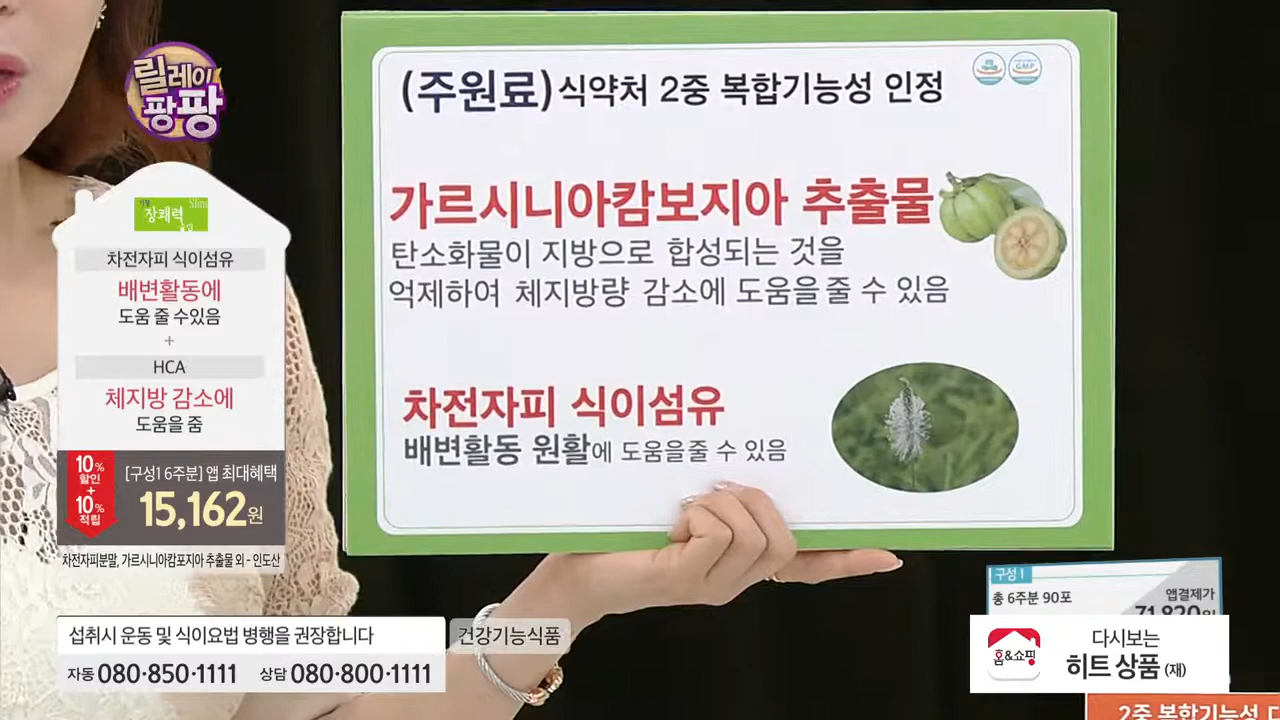 릴레이
팡팡
장쾌력
Slim
차전자피 식이섬유
배변활동에
도움 줄 수있음
+
HCA
체지방 감소에
도움을 줌
10%
할인
+
10%
적립
[구성1 6주분] 앱 최대혜택
15,162원
차전자피분말, 가르시니아캄포지아 추출물 외 - 인도산
섭취시 운동 및 식이요법 병행을 권장합니다
건강기능식품
자동 080·850·1111 상담 080·800·1111
(주원료) 식약처 2중 복합기능성 인정
GMP
가르시니아캄보지아 추출물
탄소화물이 지방으로 합성되는 것을
억제하여 체지방량 감소에 도움을 줄 수 있음
차전자피 식이섬유
배변활동 원활에 도움을 줄 수 있음
구성 1
총 6주분 90포
앱결제가
71,820원
홈&쇼핑
다시보는
히트 상품 (재)
2중 복합기능성